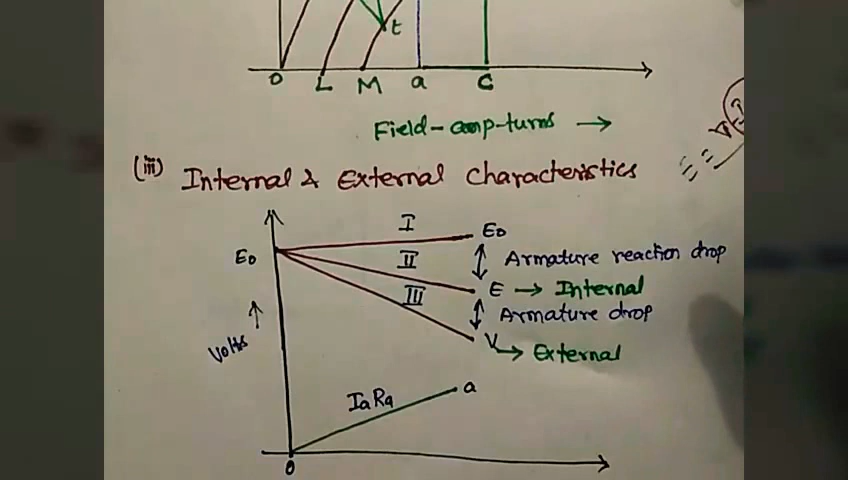 t
O L M a C
Field-amp-turns →
(iii) Internal & External Characteristics
I
E₀
E₀
II
Armature reaction drop
III
E → Internal
Armature drop
Volts
V → External
IaRa
a
O